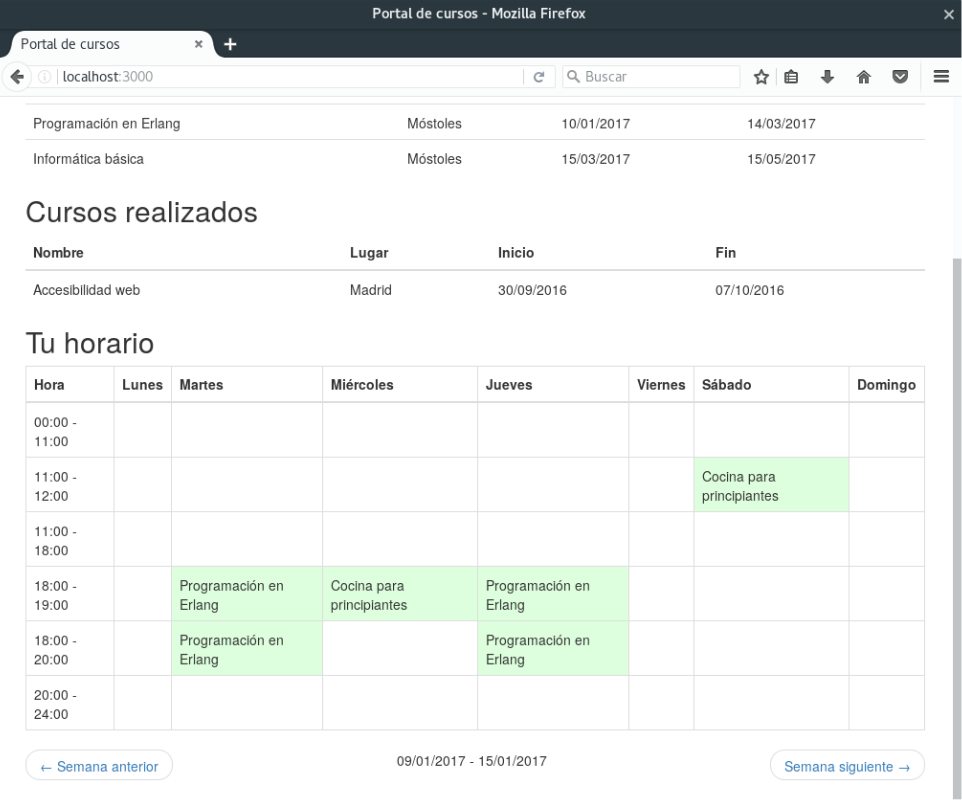 Portal de cursos - Mozilla Firefox
Portal de cursos
localhost:3000 Buscar
Programación en Erlang Móstoles 10/01/2017 14/03/2017
Informática básica Móstoles 15/03/2017 15/05/2017
Cursos realizados
Nombre Lugar Inicio Fin
Accesibilidad web Madrid 30/09/2016 07/10/2016
Tu horario
Hora Lunes Martes Miércoles Jueves Viernes Sábado Domingo
00:00 -
11:00
11:00 - Cocina para
12:00 principiantes
11:00 -
18:00
18:00 - Programación en Cocina para Programación en
19:00 Erlang principiantes Erlang
18:00 - Programación en Programación en
20:00 Erlang Erlang
20:00 -
24:00
← Semana anterior 09/01/2017 - 15/01/2017 Semana siguiente →